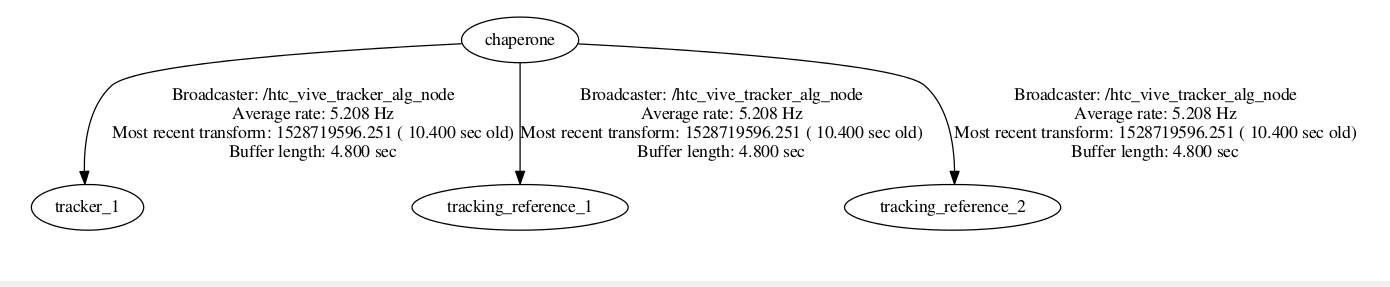 chaperone
Broadcaster: /htc_vive_tracker_alg_node
Average rate: 5.208 Hz
Most recent transform: 1528719596.251 ( 10.400 sec old)
Buffer length: 4.800 sec
Broadcaster: /htc_vive_tracker_alg_node
Average rate: 5.208 Hz
Most recent transform: 1528719596.251 ( 10.400 sec old)
Buffer length: 4.800 sec
Broadcaster: /htc_vive_tracker_alg_node
Average rate: 5.208 Hz
Most recent transform: 1528719596.251 ( 10.400 sec old)
Buffer length: 4.800 sec
tracker_1
tracking_reference_1
tracking_reference_2